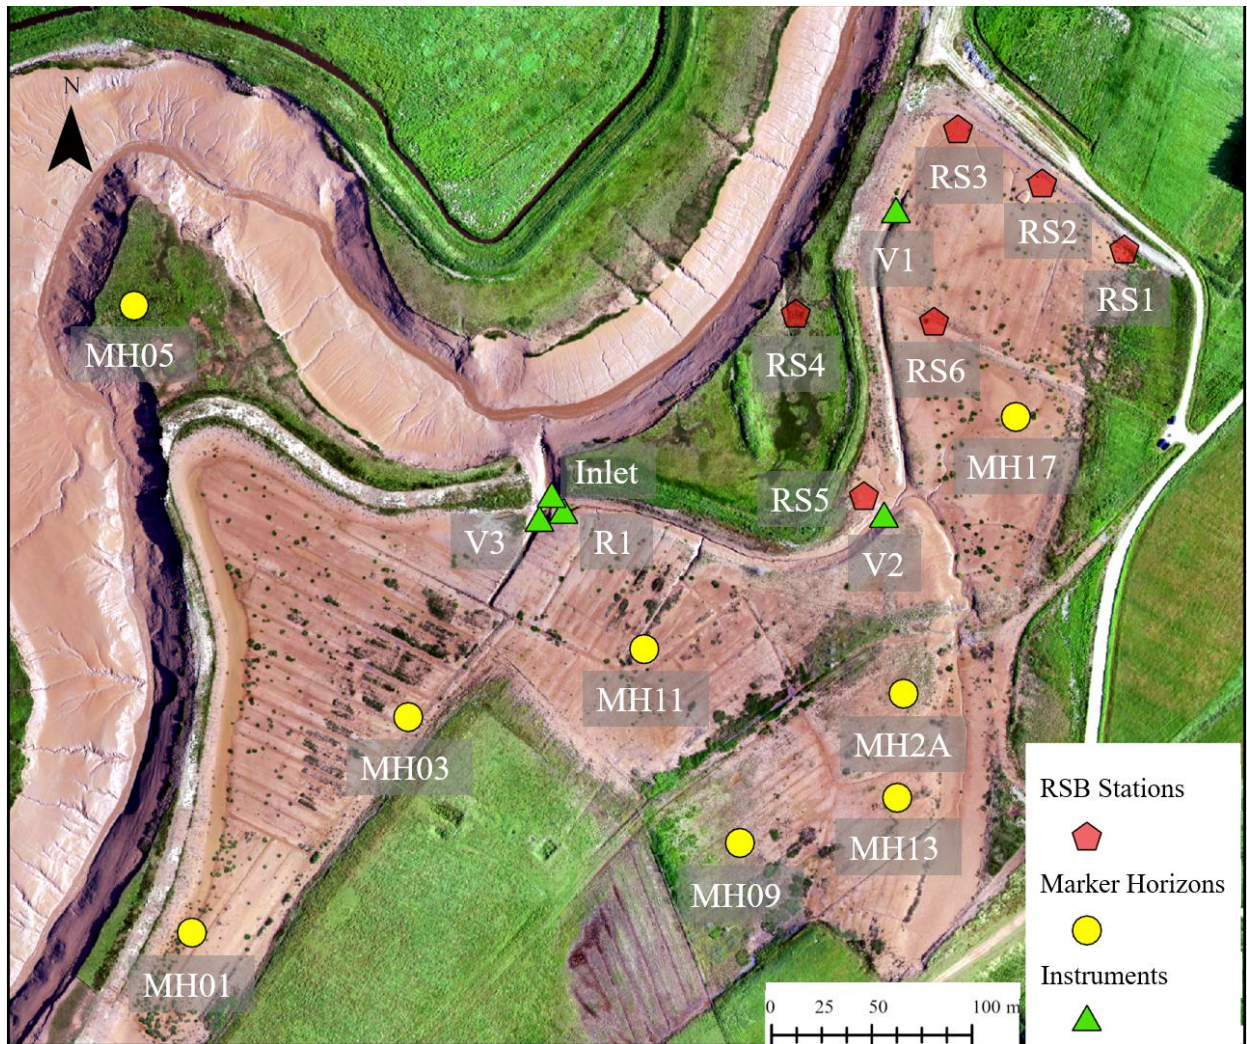 N
RS3
RS2
V1
RS1
MH05
RS4
RS6
MH17
Inlet
RS5
V3
R1
V2
MH11
MH2A
MH03
MH13
MH09
MH01
RSB Stations
Marker Horizons
Instruments
0 25 50 100 m